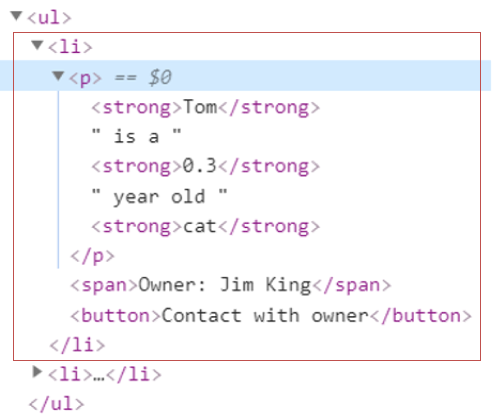 ▼<ul>
▼<li>
▼<p> == $0
<strong>Tom</strong>
" is a "
<strong>0.3</strong>
" year old "
<strong>cat</strong>
</p>
<span>Owner: Jim King</span>
<button>Contact with owner</button>
</li>
▶<li>…</li>
</ul>